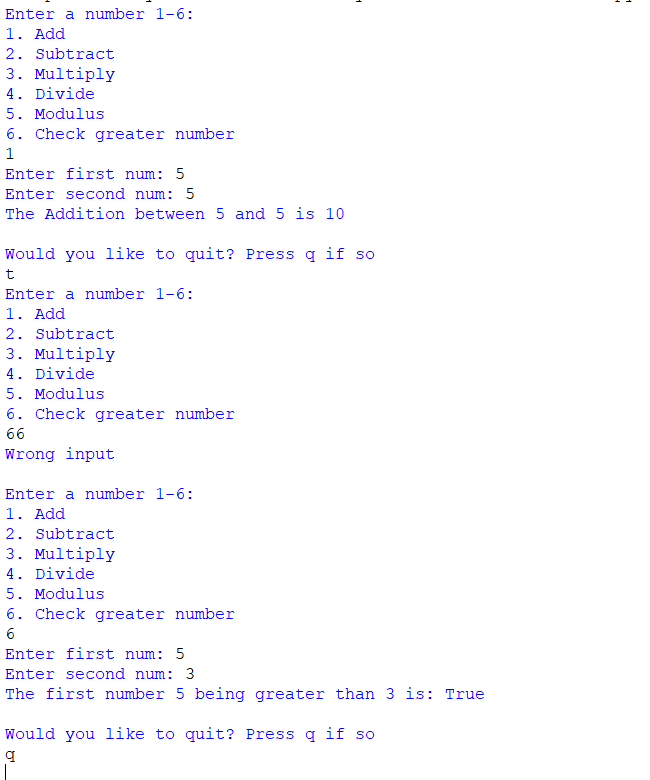 Enter a number 1-6:
1. Add
2. Subtract
3. Multiply
4. Divide
5. Modulus
6. Check greater number
1
Enter first num: 5
Enter second num: 5
The Addition between 5 and 5 is 10
Would you like to quit? Press q if so
t
Enter a number 1-6:
1. Add
2. Subtract
3. Multiply
4. Divide
5. Modulus
6. Check greater number
66
Wrong input
Enter a number 1-6:
1. Add
2. Subtract
3. Multiply
4. Divide
5. Modulus
6. Check greater number
6
Enter first num: 5
Enter second num: 3
The first number 5 being greater than 3 is: True
Would you like to quit? Press q if so
q